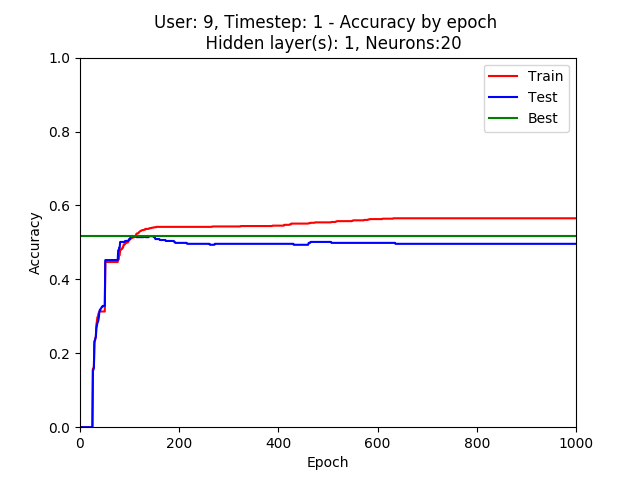 User: 9, Timestep: 1 - Accuracy by epoch
Hidden layer(s): 1, Neurons:20
1.0
0.8
0.6
0.4
0.2
0.0
Accuracy
Train
Test
Best
0 200 400 600 800 1000
Epoch